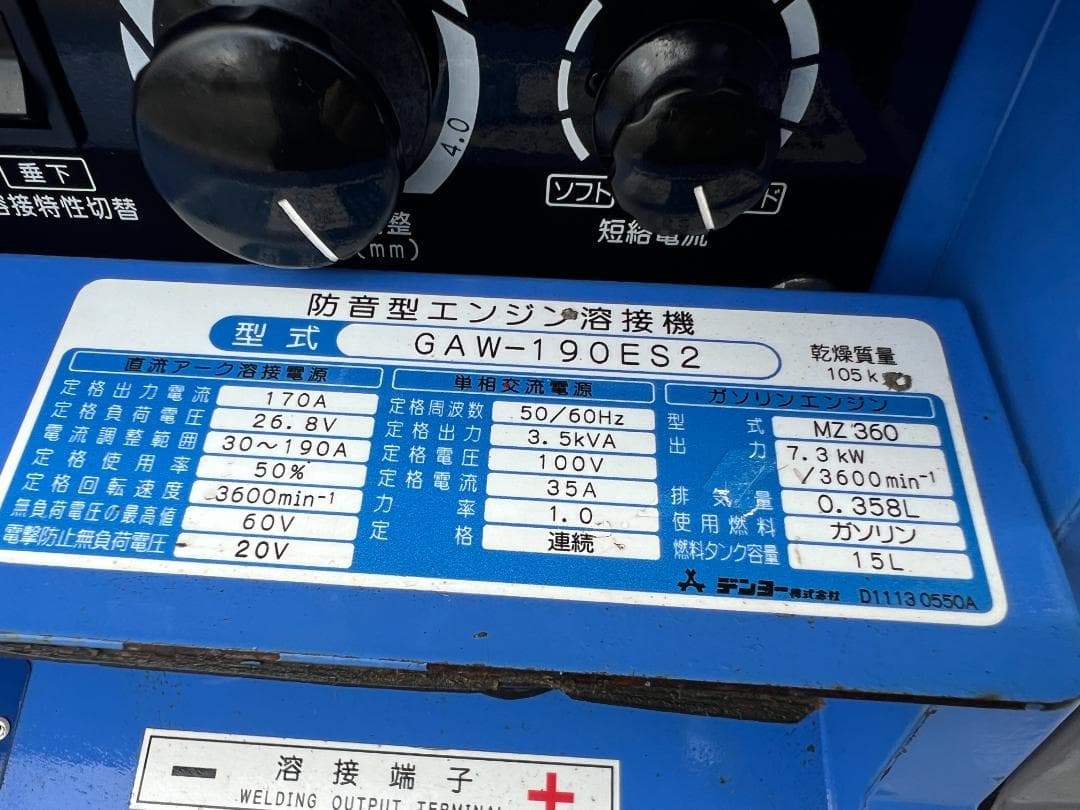 4.0
垂下
溶接特性切替
整
(mm)
ソフト
ド
短絡電流
防音型エンジン溶接機
型式 GAW-190ES2
乾燥質量
105k
直流アーク溶接電源
定格出力電流 170A
定格負荷電圧 26.8V
電流調整範囲 30〜190A
定格使用率 50%
定格回転速度 3600min⁻¹
無負荷電圧の最高値 60V
電撃防止無負荷電圧 20V
単相交流電源
定格周波数 50/60Hz
定格出力 3.5kVA
定格電圧 100V
定格電流 35A
力率 1.0
定格 連続
ガソリンエンジン
型式 MZ360
出力 7.3kW
/3600min⁻¹
排気量 0.358L
使用燃料 ガソリン
燃料タンク容量 15L
デンヨー株式会社 D11130550A
− 溶接端子 +
WELDING OUTPUT TERMINAL